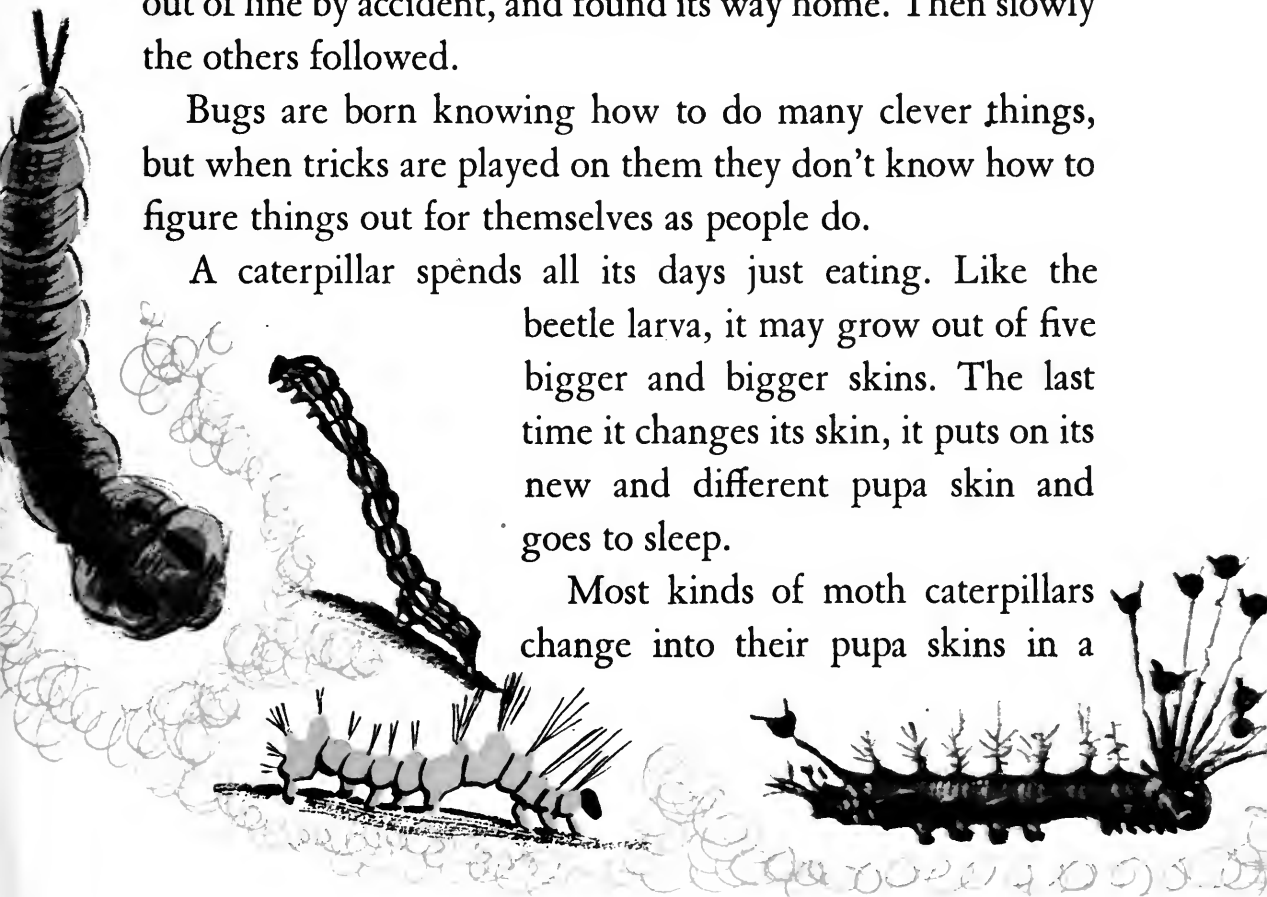 out of line by accident, and found its way home. Then slowly
the others followed.
Bugs are born knowing how to do many clever things,
but when tricks are played on them they don't know how to
figure things out for themselves as people do.
A caterpillar spends all its days just eating. Like the
beetle larva, it may grow out of five
bigger and bigger skins. The last
time it changes its skin, it puts on its
new and different pupa skin and
goes to sleep.
Most kinds of moth caterpillars
change into their pupa skins in a